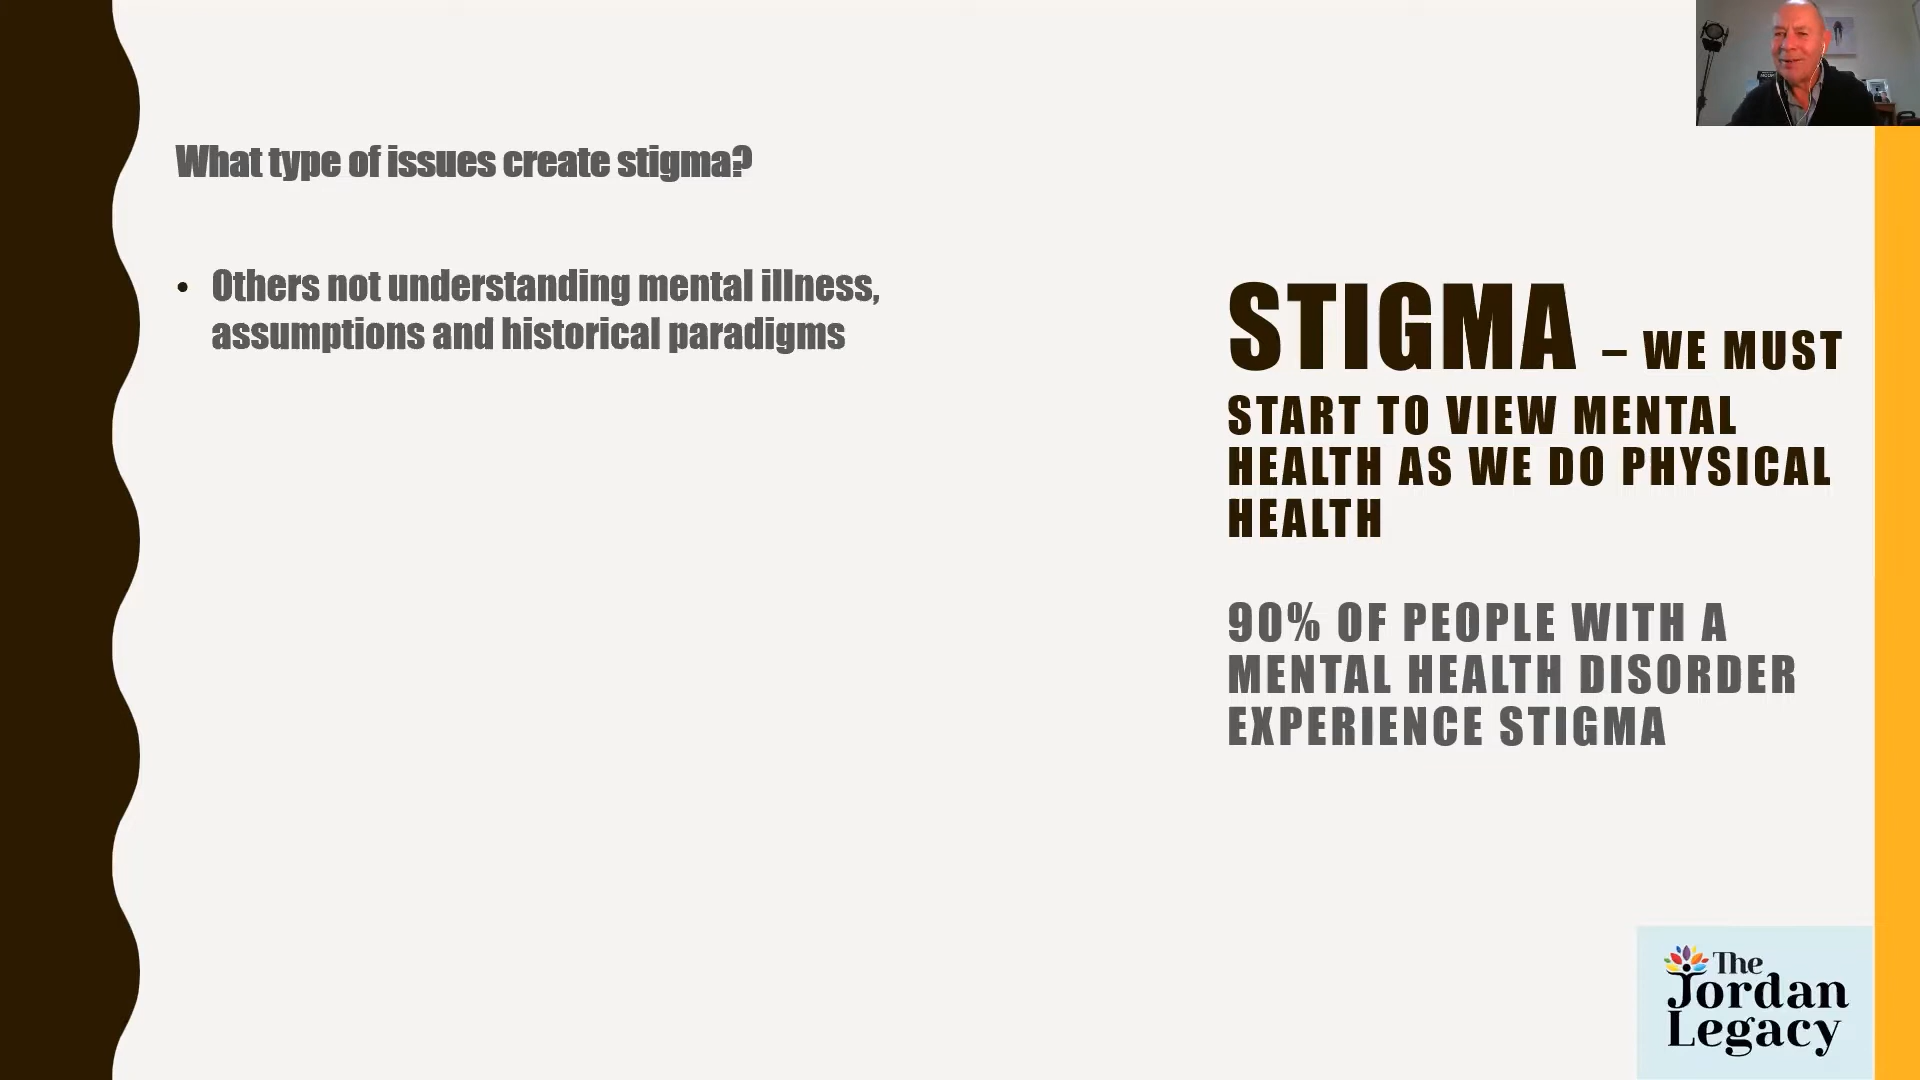 What type of issues create stigma?
• Others not understanding mental illness,
assumptions and historical paradigms
STIGMA – WE MUST
START TO VIEW MENTAL
HEALTH AS WE DO PHYSICAL
HEALTH
90% OF PEOPLE WITH A
MENTAL HEALTH DISORDER
EXPERIENCE STIGMA
The
Jordan
Legacy